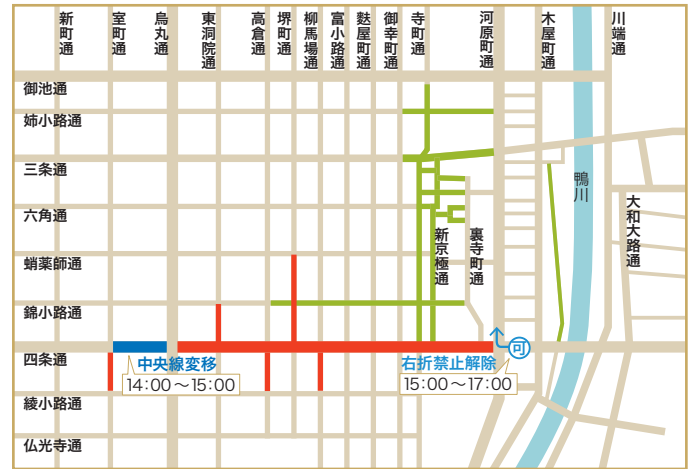 新町通
室町通
烏丸通
東洞院通
高倉通
堺町通
柳馬場通
富小路通
麩屋町通
御幸町通
寺町通
河原町通
木屋町通
川端通
御池通
姉小路通
三条通
六角通
蛸薬師通
錦小路通
四条通
綾小路通
仏光寺通
新京極通
裏寺町通
鴨川
大和大路通
中央線変移
14:00～15:00
可
右折禁止解除
15:00～17:00